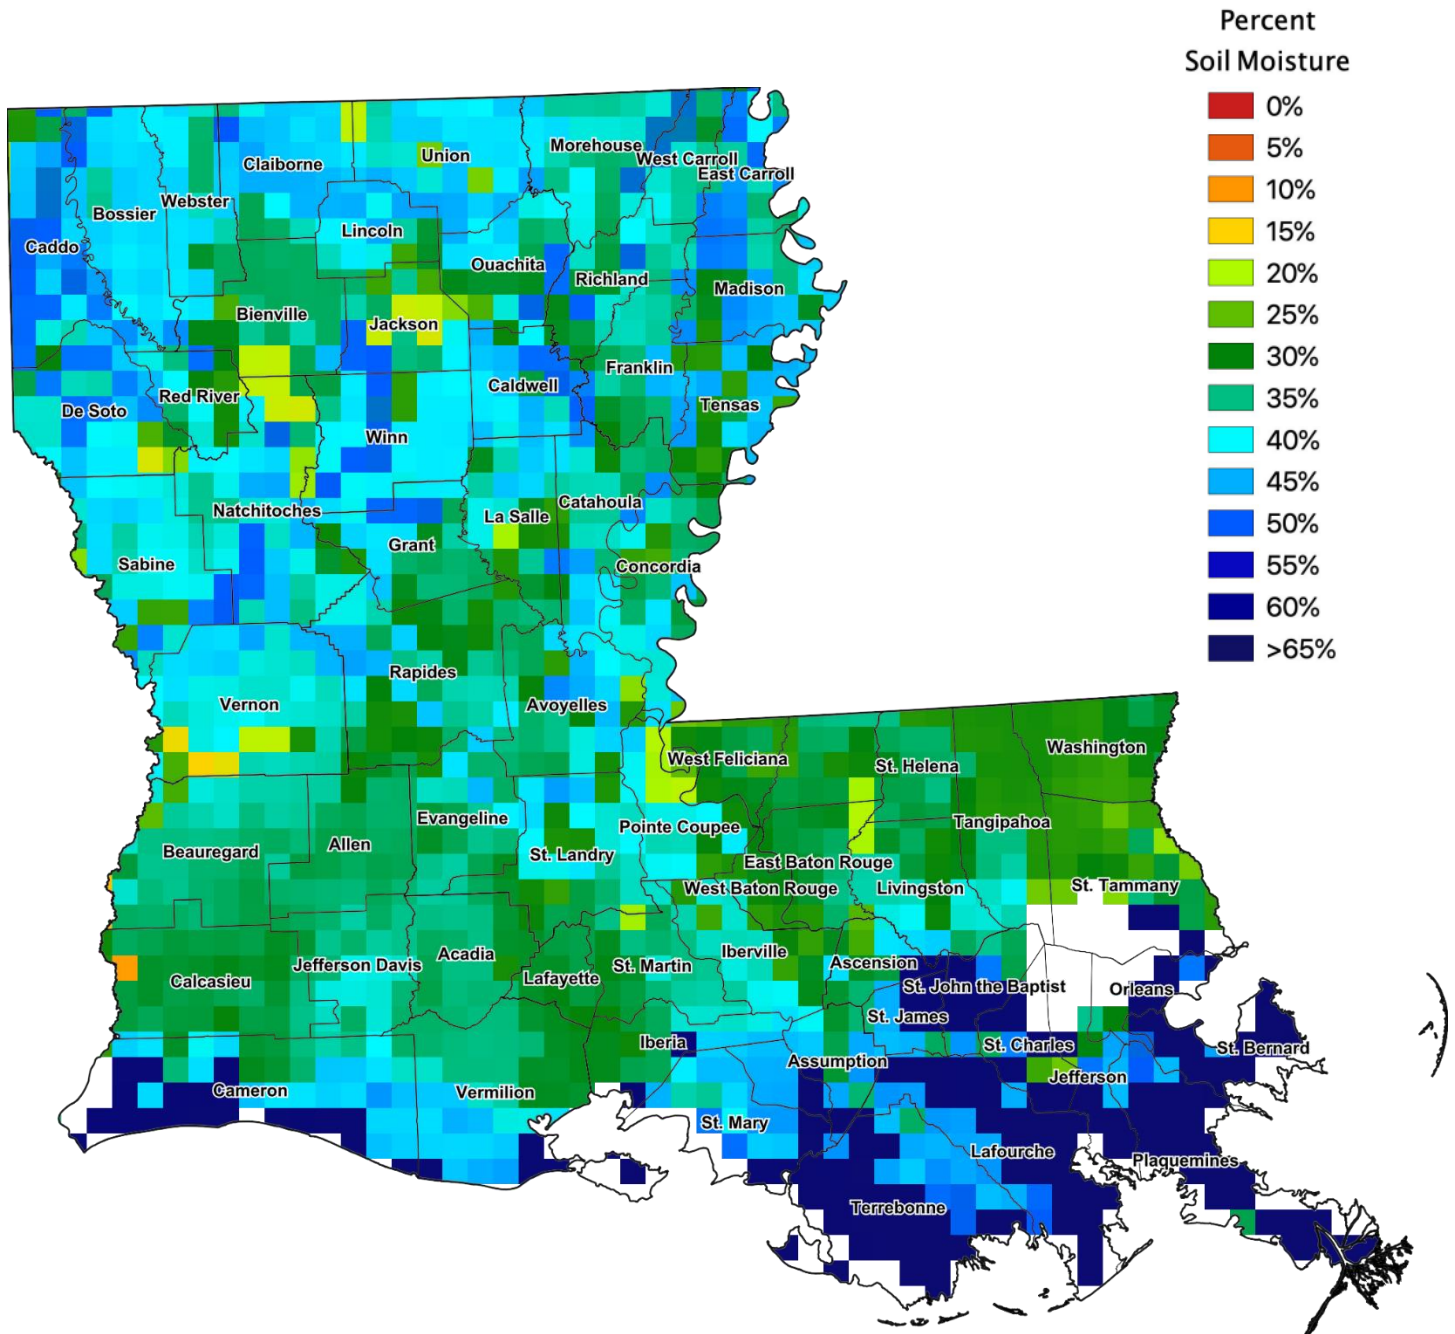 Percent
Soil Moisture
0%
5%
10%
15%
20%
25%
30%
35%
40%
45%
50%
55%
60%
>65%
Morehouse
Union
West Carroll
Claiborne
East Carroll
Webster
Bossier
Lincoln
Caddo
Ouachita
Richland
Madison
Bienville
Jackson
Franklin
Caldwell
Red River
Tensas
De Soto
Winn
Catahoula
Natchitoches
La Salle
Grant
Sabine
Concordia
Rapides
Vernon
Avoyelles
Washington
West Feliciana
St. Helena
Evangeline
Tangipahoa
Pointe Coupee
Allen
Beauregard
St. Landry
East Baton Rouge
St. Tammany
West Baton Rouge
Livingston
Iberville
Acadia
Ascension
Jefferson Davis
St. Martin
Lafayette
Calcasieu
St. John the Baptist
Orleans
St. James
Iberia
St. Charles
St. Bernard
Assumption
Jefferson
Cameron
Vermilion
St. Mary
Lafourche
Plaquemines
Terrebonne